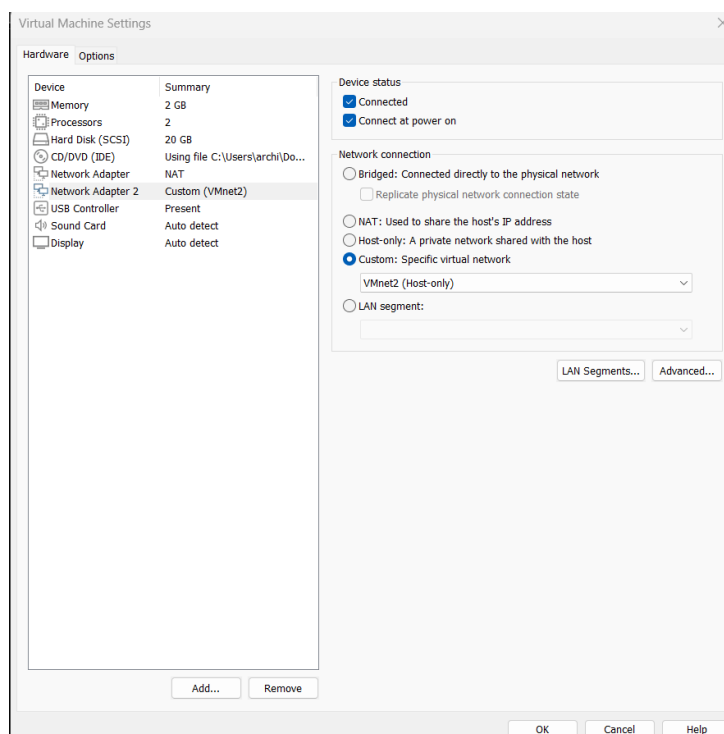 Virtual Machine Settings
Hardware Options
Device Summary
Memory 2 GB
Processors 2
Hard Disk (SCSI) 20 GB
CD/DVD (IDE) Using file C:\Users\archi\Do...
Network Adapter NAT
Network Adapter 2 Custom (VMnet2)
USB Controller Present
Sound Card Auto detect
Display Auto detect
Add... Remove
Device status
Connected
Connect at power on
Network connection
Bridged: Connected directly to the physical network
Replicate physical network connection state
NAT: Used to share the host's IP address
Host-only: A private network shared with the host
Custom: Specific virtual network
VMnet2 (Host-only)
LAN segment:
LAN Segments... Advanced...
OK Cancel Help